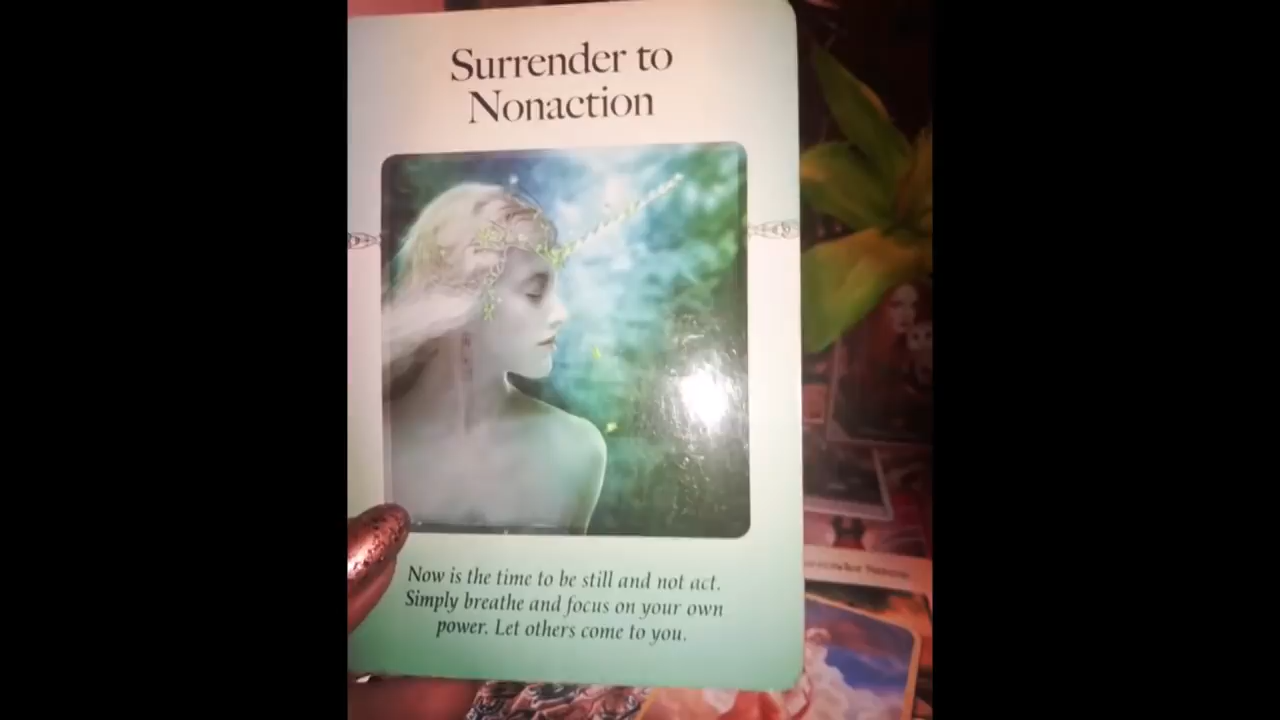 Surrender to
Nonaction
Now is the time to be still and not act.
Simply breathe and focus on your own
power. Let others come to you.